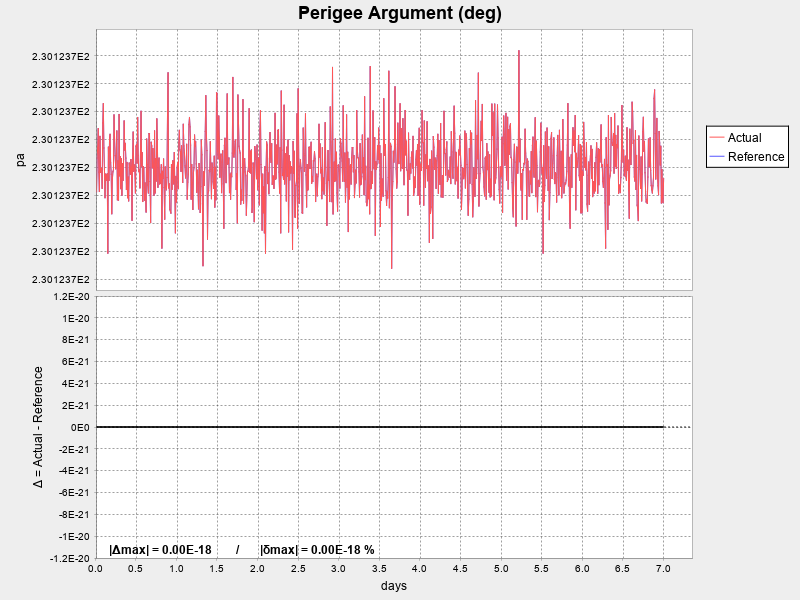 Perigee Argument (deg)
2.301237E2
2.301237E2
2.301237E2
2.301237E2
2.301237E2
2.301237E2
2.301237E2
2.301237E2
2.301237E2
pa
Actual
Reference
1.2E-20
1E-20
8E-21
6E-21
4E-21
2E-21
0E0
-2E-21
-4E-21
-6E-21
-8E-21
-1E-20
-1.2E-20
Δ = Actual - Reference
|Δmax| = 0.00E-18 / |δmax| = 0.00E-18 %
0.0 0.5 1.0 1.5 2.0 2.5 3.0 3.5 4.0 4.5 5.0 5.5 6.0 6.5 7.0
days